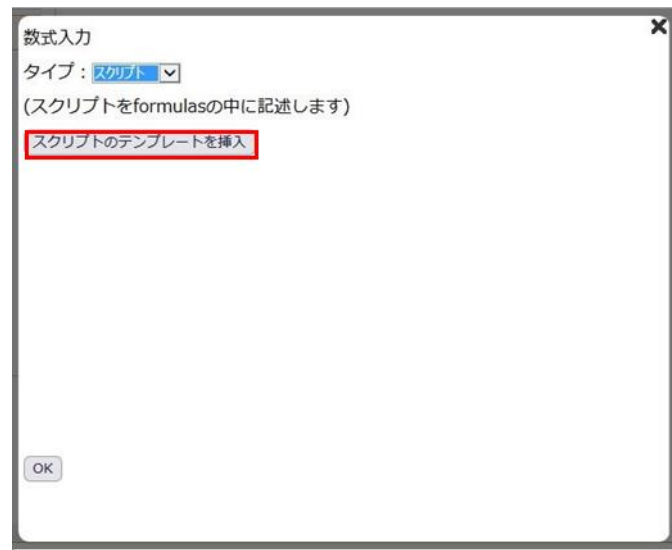 数式入力
タイプ：スクリプト
(スクリプトをformulasの中に記述します)
スクリプトのテンプレートを挿入
OK